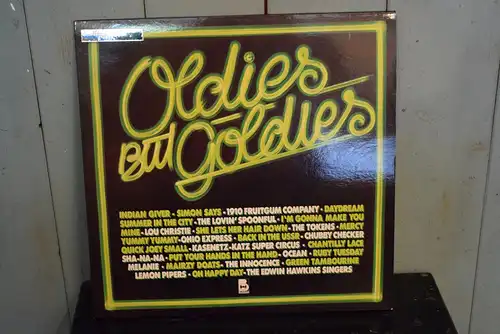 Oldies
But Goldies
INDIAN GIVER - SIMON SAYS - 1910 FRUITGUM COMPANY - DAYDREAM
SUMMER IN THE CITY - THE LOVIN' SPOONFUL - I'M GONNA MAKE YOU
MINE - LOU CHRISTIE - SHE LETS HER HAIR DOWN - THE TOKENS - MERCY
YUMMY YUMMY - OHIO EXPRESS - BACK IN THE USSR - CHUBBY CHECKER
QUICK JOEY SMALL - KASENETZ - KATZ SUPER CIRCUS - CHANTILLY LACE
SHA-NA-NA - PUT YOUR HANDS IN THE HAND - OCEAN - RUBY TUESDAY
MELANIE - MAIRZY DOATS - THE INNOCENCE - GREEN TAMBOURINE
LEMON PIPERS - OH HAPPY DAY - THE EDWIN HAWKINS SINGERS